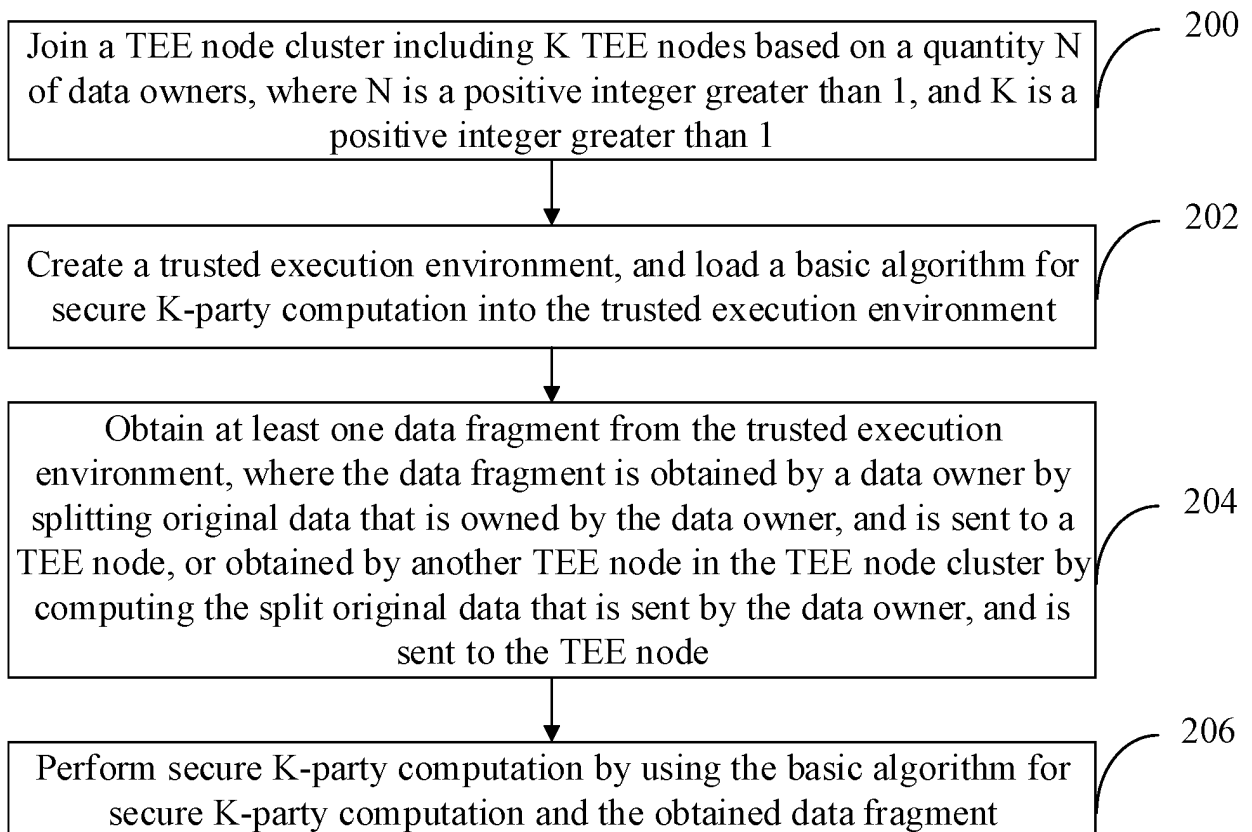 Join a TEE node cluster including K TEE nodes based on a quantity N
of data owners, where N is a positive integer greater than 1, and K is a
positive integer greater than 1
200
Create a trusted execution environment, and load a basic algorithm for
secure K-party computation into the trusted execution environment
202
Obtain at least one data fragment from the trusted execution
environment, where the data fragment is obtained by a data owner by
splitting original data that is owned by the data owner, and is sent to a
TEE node, or obtained by another TEE node in the TEE node cluster by
computing the split original data that is sent by the data owner, and is
sent to the TEE node
204
Perform secure K-party computation by using the basic algorithm for
secure K-party computation and the obtained data fragment
206